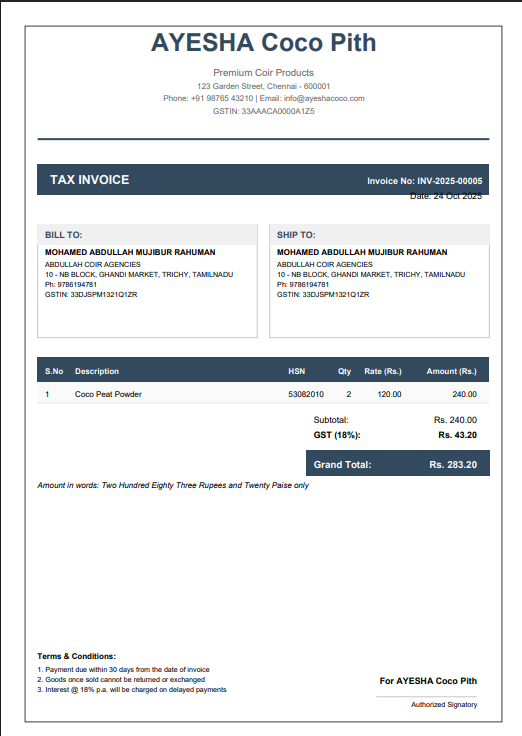 AYESHA Coco Pith
Premium Coir Products
123 Garden Street, Chennai - 600001
Phone: +91 98765 43210 | Email: info@ayeshacoco.com
GSTIN: 33AAACA0000A1Z5
TAX INVOICE
Invoice No: INV-2025-00005
Date: 24 Oct 2025
BILL TO:
MOHAMED ABDULLAH MUJIBUR RAHUMAN
ABDULLAH COIR AGENCIES
10 - NB BLOCK, GHANDI MARKET, TRICHY, TAMILNADU
Ph: 9786194781
GSTIN: 33DJSPM1321Q1ZR
SHIP TO:
MOHAMED ABDULLAH MUJIBUR RAHUMAN
ABDULLAH COIR AGENCIES
10 - NB BLOCK, GHANDI MARKET, TRICHY, TAMILNADU
Ph: 9786194781
GSTIN: 33DJSPM1321Q1ZR
S.No Description HSN Qty Rate (Rs.) Amount (Rs.)
1 Coco Peat Powder 53082010 2 120.00 240.00
Subtotal: Rs. 240.00
GST (18%): Rs. 43.20
Grand Total: Rs. 283.20
Amount in words: Two Hundred Eighty Three Rupees and Twenty Paise only
Terms & Conditions:
1. Payment due within 30 days from the date of invoice
2. Goods once sold cannot be returned or exchanged
3. Interest @ 18% p.a. will be charged on delayed payments
For AYESHA Coco Pith
Authorized Signatory